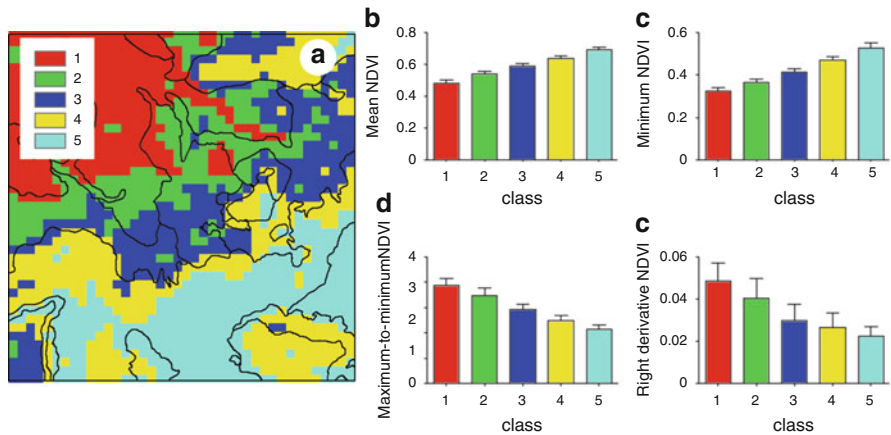 a
1
2
3
4
5
b
Mean NDVI
0.8
0.6
0.4
0.2
0
1 2 3 4 5
class
c
Minimum NDVI
0.6
0.4
0.2
0
1 2 3 4 5
class
d
Maximum-to-minimumNDVI
4
3
2
2
1
0
1 2 3 4 5
class
c
Right derivative NDVI
0.06
0.04
0.02
0
1 2 3 4 5
class